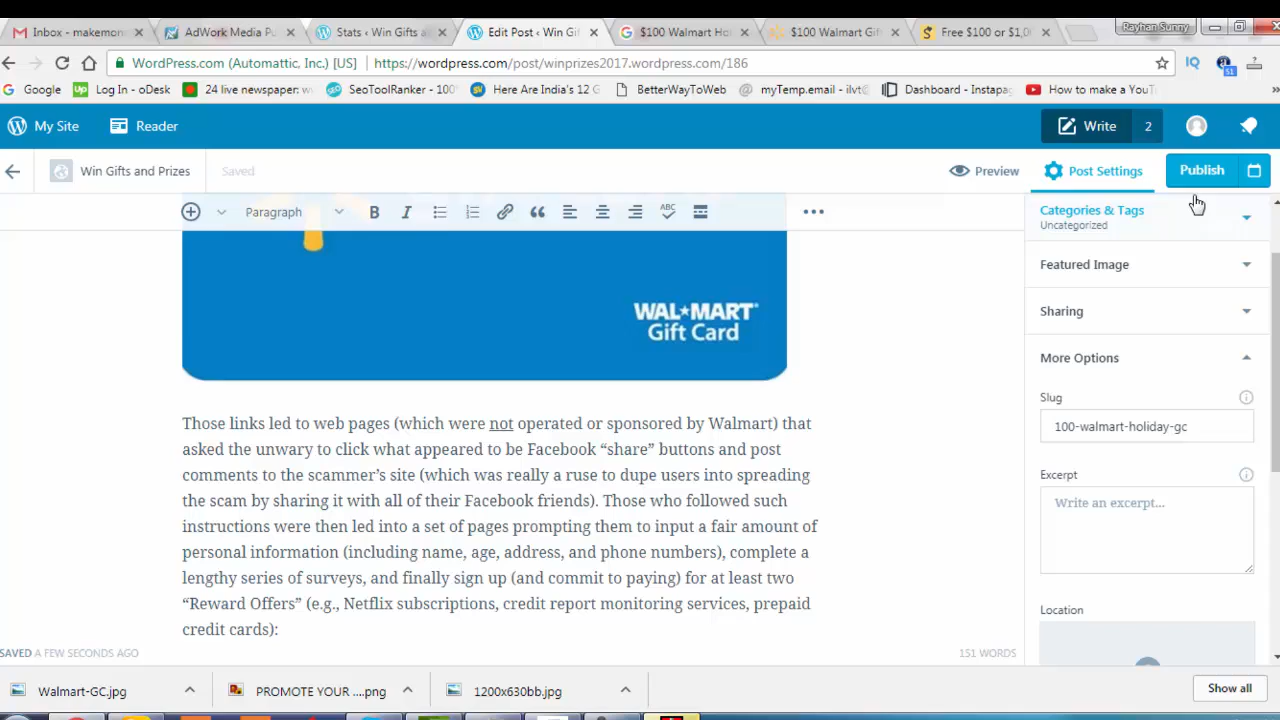 Inbox - makemon
AdWork Media Pu
Stats ‹ Win Gifts
Edit Post ‹ Win G
$100 Walmart Hol
$100 Walmart Gif
Free $100 or $1,0
Rayhan Sunny
WordPress.com (Automattic, Inc.) [US]
https://wordpress.com/post/winprizes2017.wordpress.com/186
Google
Log In - oDesk
24 live newspaper: w
SeoToolRanker - 100
Here Are India's 12 G
BetterWayToWeb
myTemp.email - ilvt
Dashboard - Instapag
How to make a YouT
51
My Site
Reader
Write
2
Win Gifts and Prizes
Saved
Preview
Post Settings
Publish
Paragraph
B
I
ABC
WAL★MART
Gift Card
Those links led to web pages (which were not operated or sponsored by Walmart) that
asked the unwary to click what appeared to be Facebook “share” buttons and post
comments to the scammer’s site (which was really a ruse to dupe users into spreading
the scam by sharing it with all of their Facebook friends). Those who followed such
instructions were then led into a set of pages prompting them to input a fair amount of
personal information (including name, age, address, and phone numbers), complete a
lengthy series of surveys, and finally sign up (and commit to paying) for at least two
“Reward Offers” (e.g., Netflix subscriptions, credit report monitoring services, prepaid
credit cards):
Categories & Tags
Uncategorized
Featured Image
Sharing
More Options
Slug
100-walmart-holiday-gc
Excerpt
Write an excerpt...
Location
SAVED A FEW SECONDS AGO
151 WORDS
Walmart-GC.jpg
PROMOTE YOUR ....png
1200x630bb.jpg
Show all